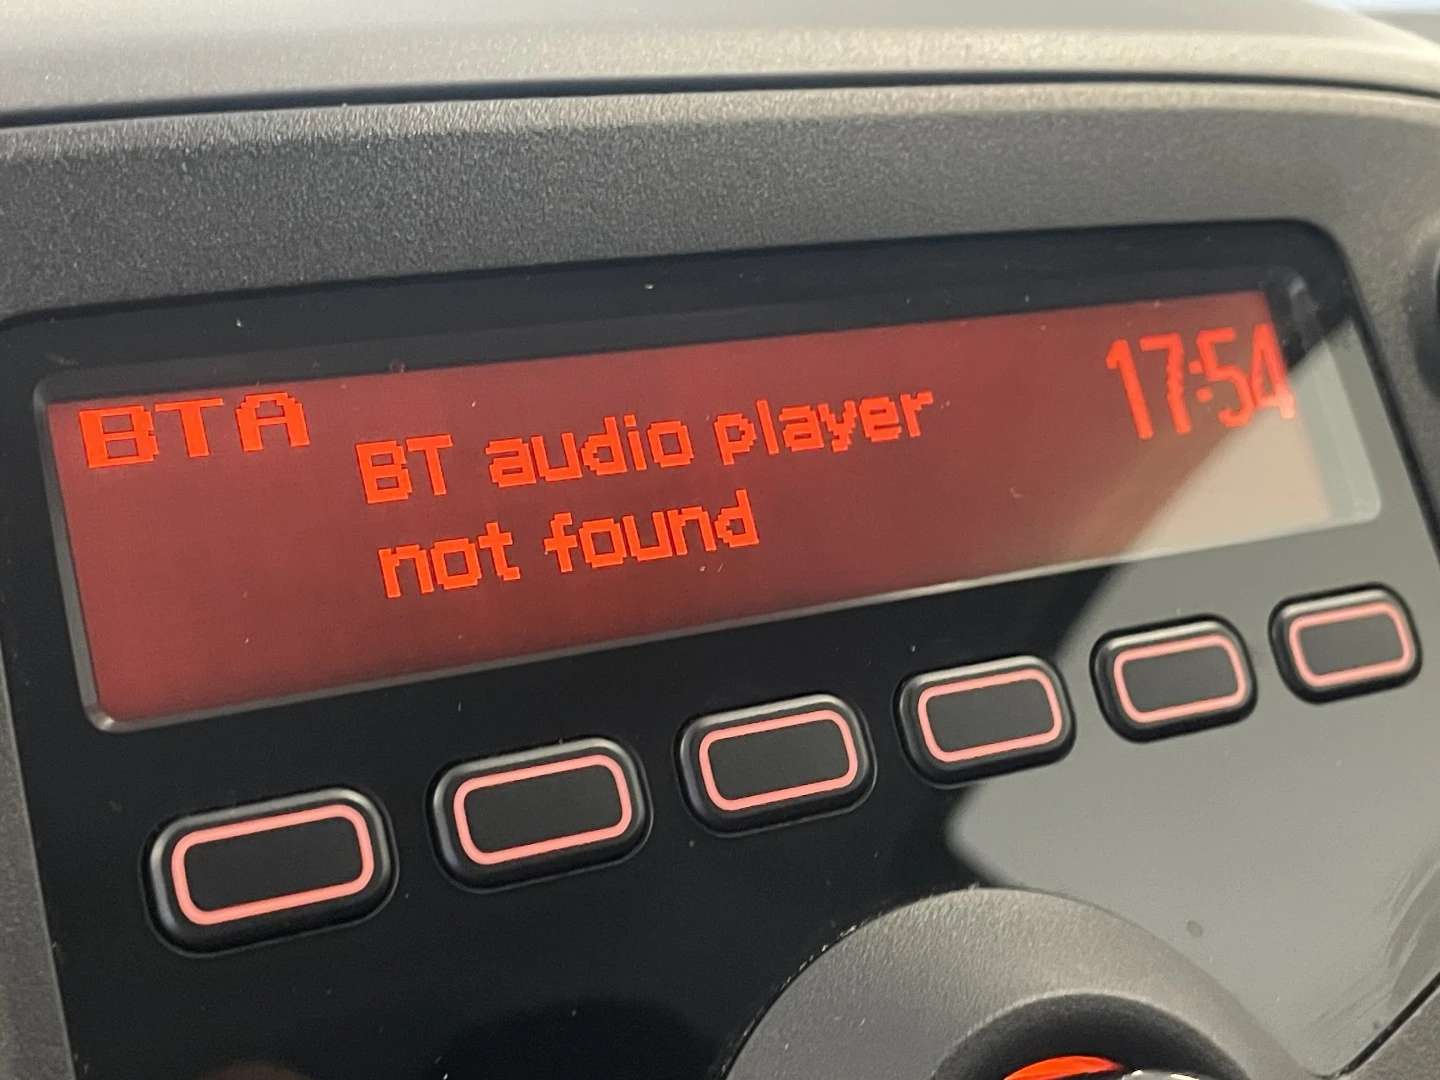 BTA
BT audio player
not found
17:54